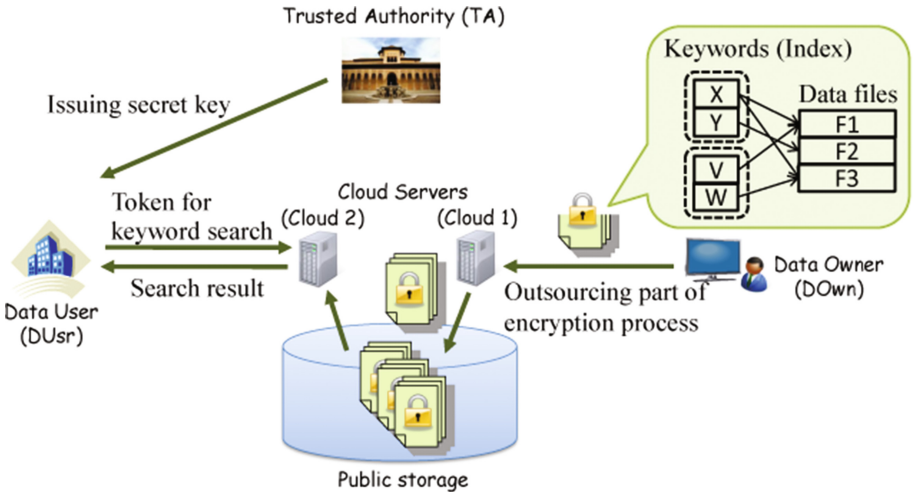 Trusted Authority (TA)
Issuing secret key
Keywords (Index)
X
Y
V
W
Data files
F1
F2
F3
Cloud Servers
(Cloud 2)
(Cloud 1)
Token for
keyword search
Search result
Data User
(DUsr)
Data Owner
(DOwn)
Outsourcing part of
encryption process
Public storage